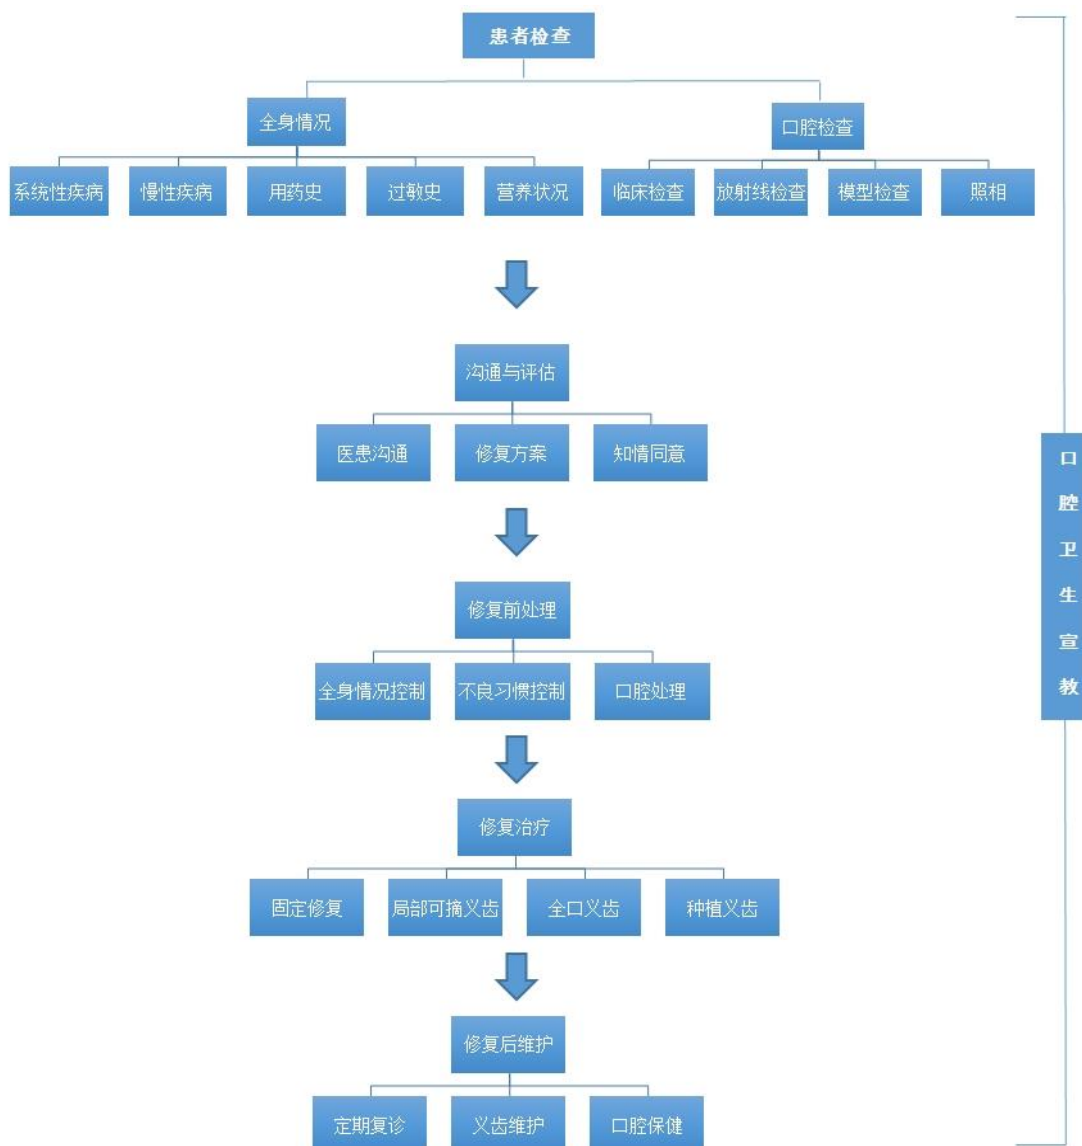 患者检查
全身情况
口腔检查
系统性疾病
慢性疾病
用药史
过敏史
营养状况
临床检查
放射线检查
模型检查
照相
沟通与评估
医患沟通
修复方案
知情同意
修复前处理
全身情况控制
不良习惯控制
口腔处理
修复治疗
固定修复
局部可摘义齿
全口义齿
种植义齿
修复后维护
定期复诊
义齿维护
口腔保健
口腔卫生宣教